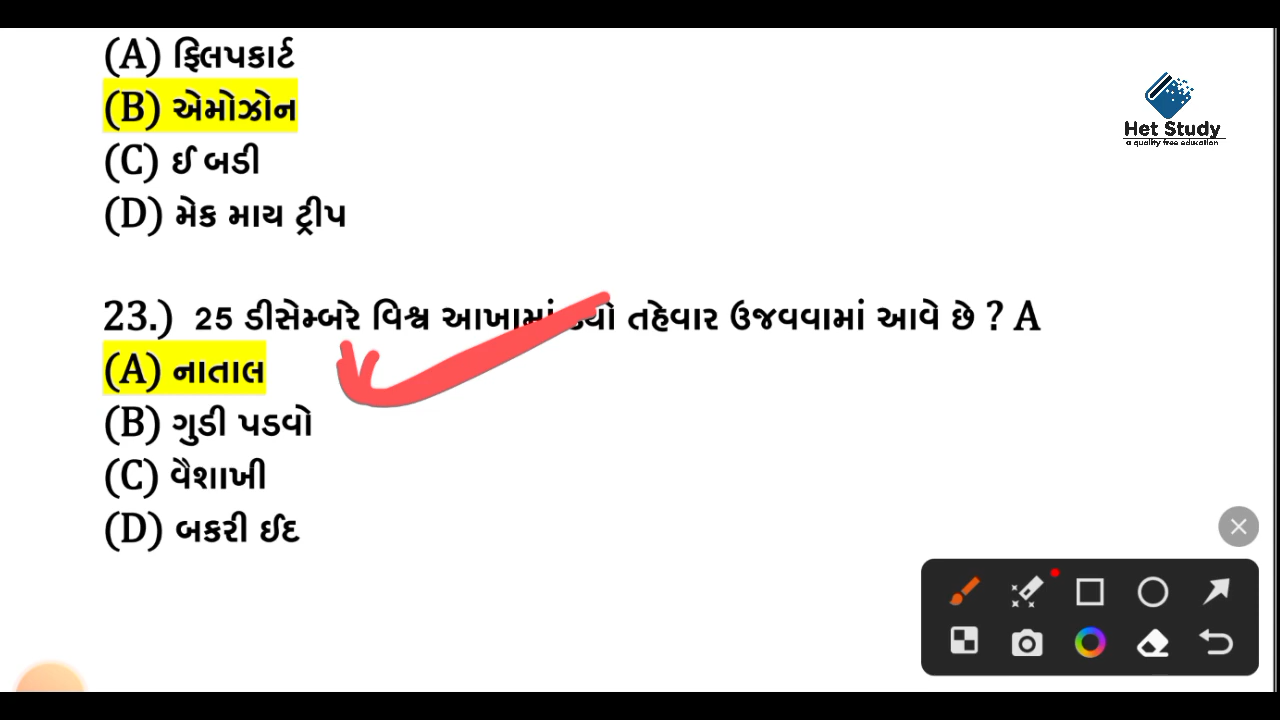 (A) ફ્લિપકાર્ટ
(B) એમોઝોન
(C) ઈ બડી
(D) મેક માય ટ્રીપ
Het Study
a quality free education
23.) 25 ડીસેમ્બરે વિશ્વ આખામાં તહેવાર ઉજવવામાં આવે છે ? A
(A) નાતાલ
(B) ગુડી પડવો
(C) વૈશાખી
(D) બકરી ઈદ